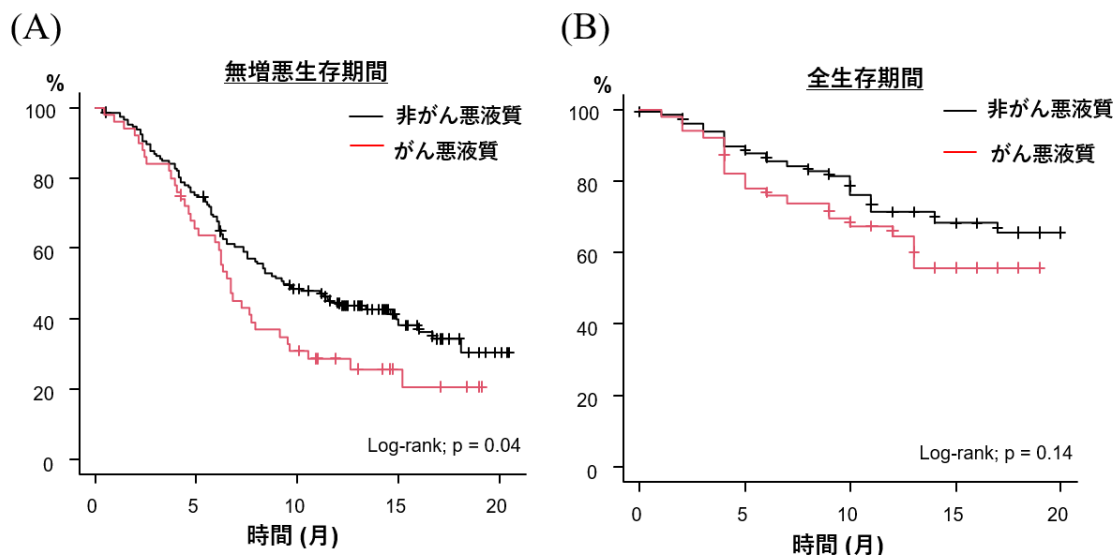 (A)
無増悪生存期間
%
100
80
60
40
20
0
非がん悪液質
がん悪液質
Log-rank; p = 0.04
0 5 10 15 20
時間 (月)
(B)
全生存期間
%
100
80
60
40
20
0
非がん悪液質
がん悪液質
Log-rank; p = 0.14
0 5 10 15 20
時間 (月)